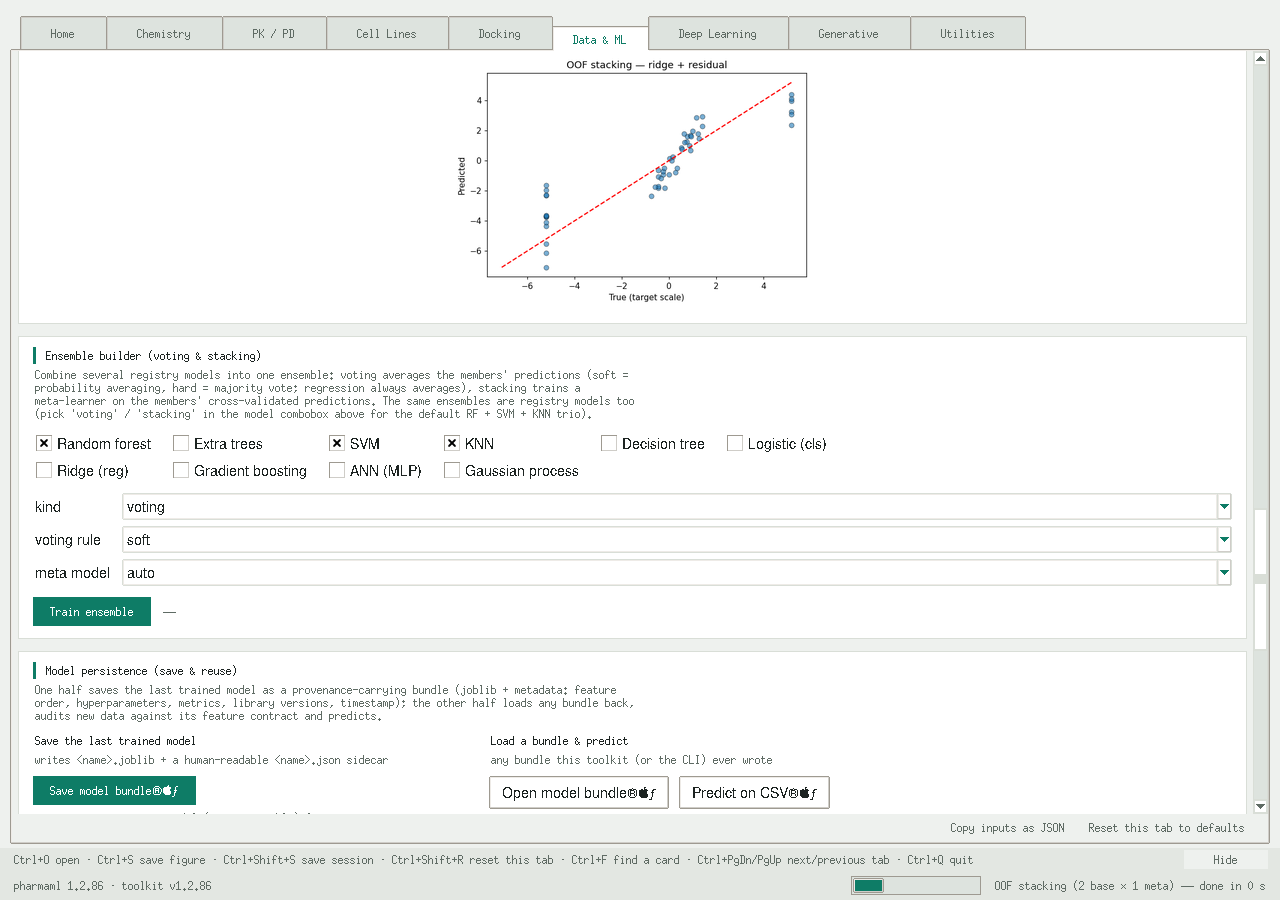 Home
Chemistry
PK / PD
Cell Lines
Docking
Data & ML
Deep Learning
Generative
Utilities
OOF stacking — ridge + residual
4
2
0
−2
−4
−6
Predicted
−6
−4
−2
0
2
4
True (target scale)
Ensemble builder (voting & stacking)
Combine several registry models into one ensemble: voting averages the members' predictions (soft =
probability averaging, hard = majority vote; regression always averages), stacking trains a
meta-learner on the members' cross-validated predictions. The same ensembles are registry models too
(pick 'voting' / 'stacking' in the model combobox above for the default RF + SVM + KNN trio).
Random forest
Extra trees
SVM
KNN
Decision tree
Logistic (cls)
Ridge (reg)
Gradient boosting
ANN (MLP)
Gaussian process
kind
voting
voting rule
soft
meta model
auto
Train ensemble
—
Model persistence (save & reuse)
One half saves the last trained model as a provenance-carrying bundle (joblib + metadata: feature
order, hyperparameters, metrics, library versions, timestamp); the other half loads any bundle back,
audits new data against its feature contract and predicts.
Save the last trained model
Load a bundle & predict
writes <name>.joblib + a human-readable <name>.json sidecar
any bundle this toolkit (or the CLI) ever wrote
Save model bundle®ƒ
Open model bundle®ƒ
Predict on CSV®ƒ
Copy inputs as JSON
Reset this tab to defaults
Ctrl+O open · Ctrl+S save figure · Ctrl+Shift+S save session · Ctrl+Shift+R reset this tab · Ctrl+F find a card · Ctrl+PgDn/PgUp next/previous tab · Ctrl+Q quit
Hide
pharmaml 1.2.86 · toolkit v1.2.86
OOF stacking (2 base × 1 meta) — done in 0 s